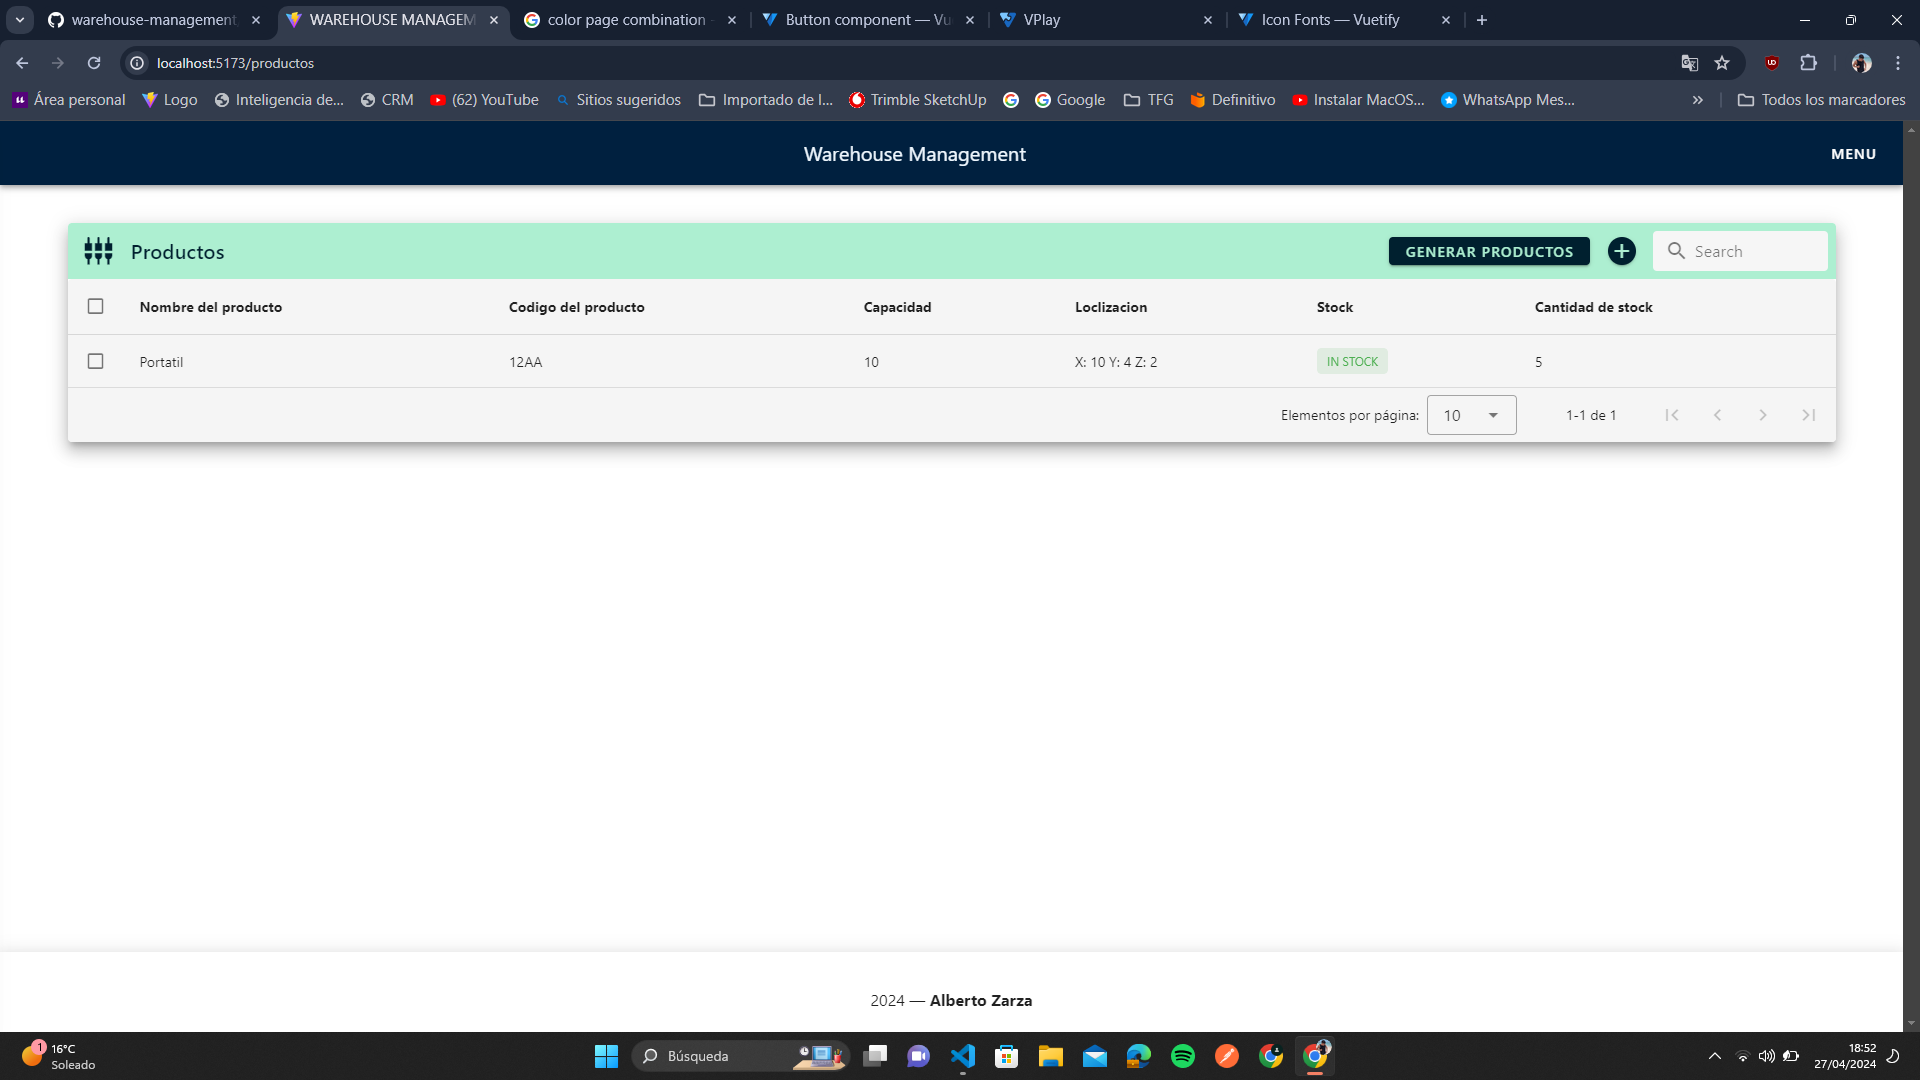 warehouse-management
WAREHOUSE MANAGEM
color page combination -
Button component — Vu
VPlay
Icon Fonts — Vuetify
localhost:5173/productos
Área personal
Logo
Inteligencia de...
CRM
(62) YouTube
Sitios sugeridos
Importado de I...
Trimble SketchUp
Google
TFG
Definitivo
Instalar MacOS...
WhatsApp Mes...
»
Todos los marcadores
Warehouse Management
MENU
Productos
GENERAR PRODUCTOS
Search
Nombre del producto Codigo del producto Capacidad Loclizacion Stock Cantidad de stock
Portatil 12AA 10 X: 10 Y: 4 Z: 2 IN STOCK 5
Elementos por página: 10 1-1 de 1
2024 — Alberto Zarza
1
16°C
Soleado
Búsqueda
18:52
27/04/2024